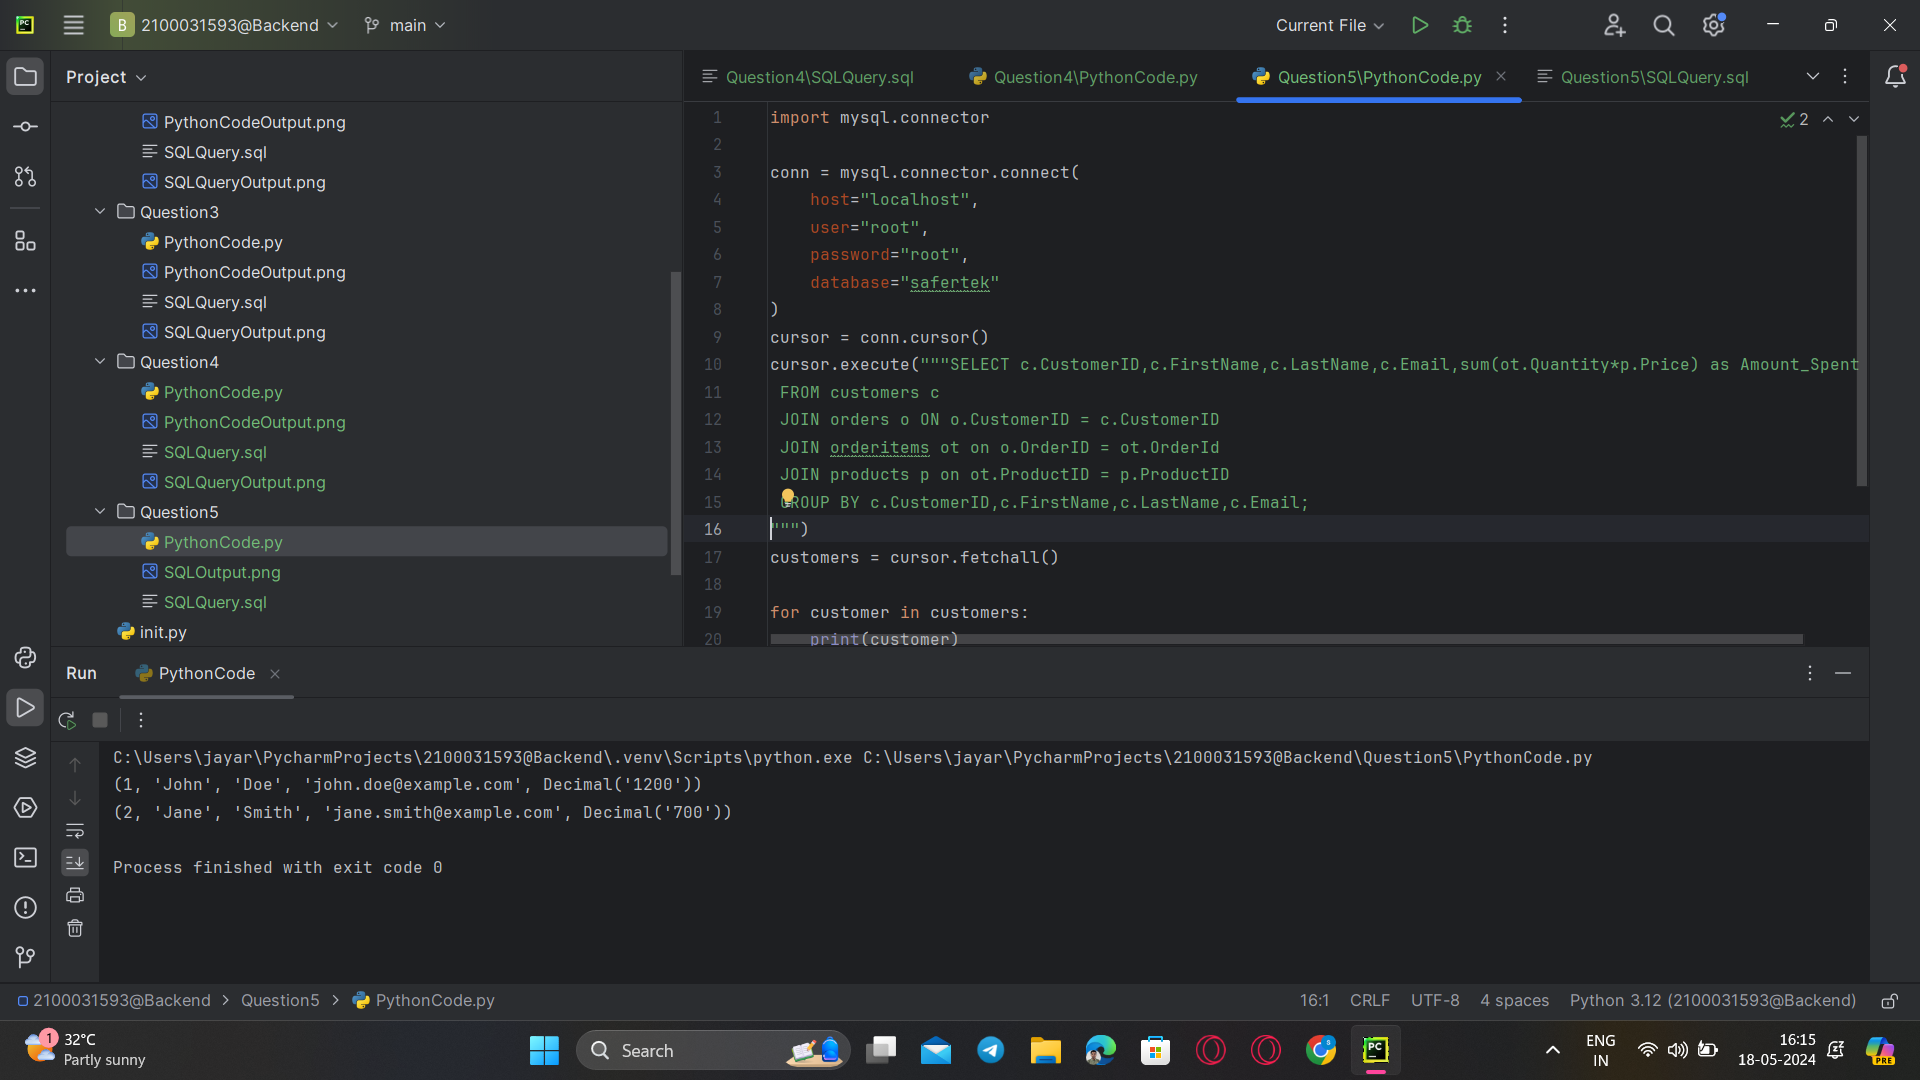 PC
B 2100031593@Backend
main
Current File
Project
Question4\SQLQuery.sql
Question4\PythonCode.py
Question5\PythonCode.py
Question5\SQLQuery.sql
PythonCodeOutput.png
SQLQuery.sql
SQLQueryOutput.png
Question3
PythonCode.py
PythonCodeOutput.png
SQLQuery.sql
SQLQueryOutput.png
Question4
PythonCode.py
PythonCodeOutput.png
SQLQuery.sql
SQLQueryOutput.png
Question5
PythonCode.py
SQLOutput.png
SQLQuery.sql
init.py
2
1 import mysql.connector
2
3 conn = mysql.connector.connect(
4 host="localhost",
5 user="root",
6 password="root",
7 database="safertek"
8 )
9 cursor = conn.cursor()
10 cursor.execute("""SELECT c.CustomerID,c.FirstName,c.LastName,c.Email,sum(ot.Quantity*p.Price) as Amount_Spent
11 FROM customers c
12 JOIN orders o ON o.CustomerID = c.CustomerID
13 JOIN orderitems ot on o.OrderID = ot.OrderId
14 JOIN products p on ot.ProductID = p.ProductID
15 GROUP BY c.CustomerID,c.FirstName,c.LastName,c.Email;
16 """)
17 customers = cursor.fetchall()
18
19 for customer in customers:
20 print(customer)
Run
PythonCode
C:\Users\jayar\PycharmProjects\2100031593@Backend\.venv\Scripts\python.exe C:\Users\jayar\PycharmProjects\2100031593@Backend\Question5\PythonCode.py
(1, 'John', 'Doe', 'john.doe@example.com', Decimal('1200'))
(2, 'Jane', 'Smith', 'jane.smith@example.com', Decimal('700'))
Process finished with exit code 0
2100031593@Backend > Question5 > PythonCode.py
16:1 CRLF UTF-8 4 spaces Python 3.12 (2100031593@Backend)
1
32°C
Partly sunny
Search
PC
ENG
IN
16:15
18-05-2024
PRE